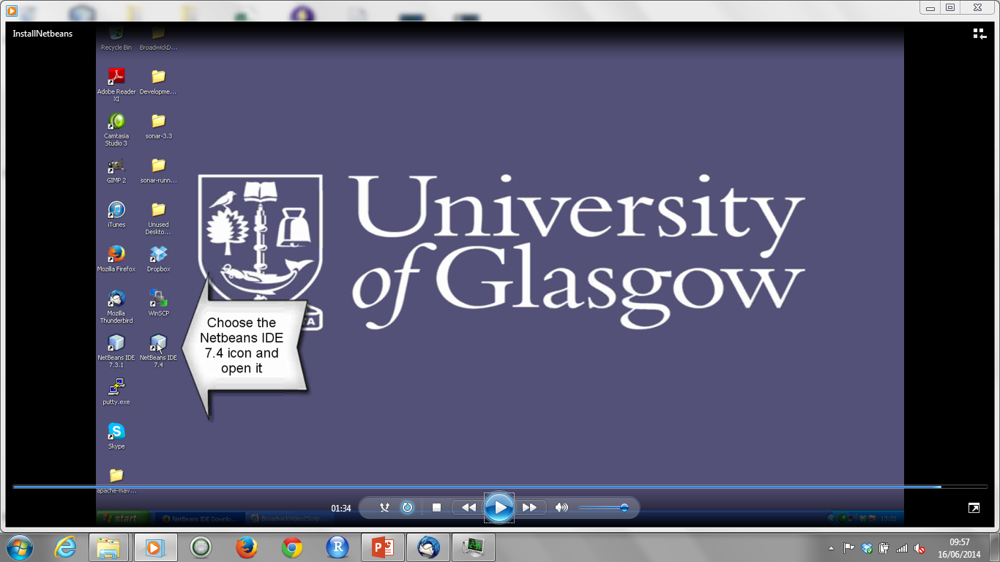 InstallNetbeans
Recycle Bin
BroadwickD...
Adobe Reader
XI
Developme...
Camtasia
Studio 3
sonar-3.3
GIMP 2
sonar-runn...
iTunes
Unused
Deskto...
Mozilla Firefox
Dropbox
Mozilla
Thunderbird
WinSCP
NetBeans IDE
7.3.1
NetBeans IDE
7.4
putty.exe
Skype
apache-mav...
University
of Glasgow
TA
Choose the
Netbeans IDE
7.4 icon and
open it
01:34
start
NetBeans IDE Downlo...
BroadwickVideo2Scrip...
13:22
09:57
16/06/2014